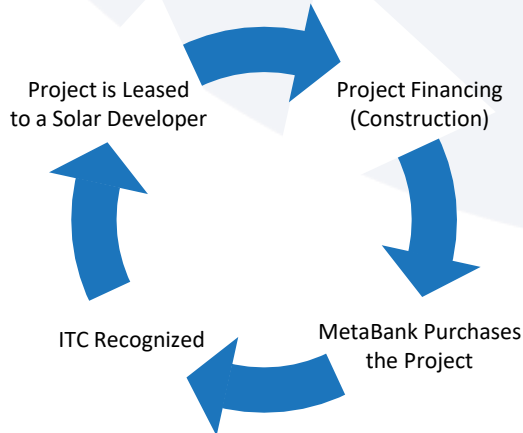 Project is Leased
to a Solar Developer
Project Financing
(Construction)
ITC Recognized
MetaBank Purchases
the Project